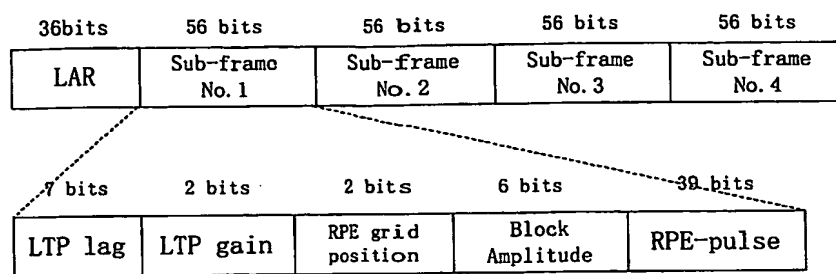 36bits 56 bits 56 bits 56 bits 56 bits
LAR Sub-frame No. 1 Sub-frame No. 2 Sub-frame No. 3 Sub-frame No. 4
7 bits 2 bits 2 bits 6 bits 39 bits
LTP lag LTP gain RPE grid position Block Amplitude RPE-pulse